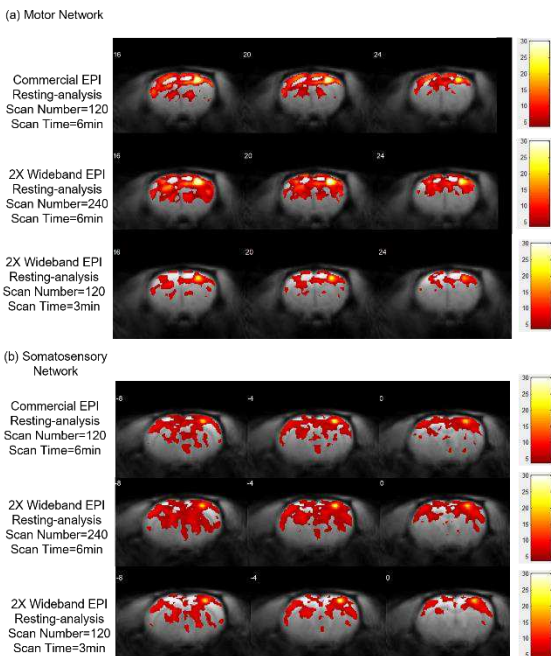 (a) Motor Network
Commercial EPI
Resting-analysis
Scan Number=120
Scan Time=6min
16
20
24
30
25
20
15
10
5
2X Wideband EPI
Resting-analysis
Scan Number=240
Scan Time=6min
16
20
24
30
25
20
15
10
5
2X Wideband EPI
Resting-analysis
Scan Number=120
Scan Time=3min
16
20
24
30
25
20
15
10
5
(b) Somatosensory
Network
Commercial EPI
Resting-analysis
Scan Number=120
Scan Time=6min
-8
-4
0
30
25
20
15
10
5
2X Wideband EPI
Resting-analysis
Scan Number=240
Scan Time=6min
-8
-4
0
30
25
20
15
10
5
2X Wideband EPI
Resting-analysis
Scan Number=120
Scan Time=3min
-8
-4
0
30
25
20
15
10
5